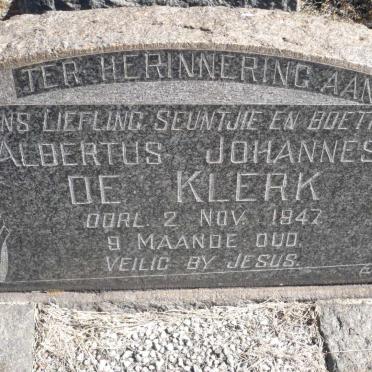 TER HERINNERING AAN
ONS LIEFLING SEUNTJIE EN BOETI
ALBERTUS JOHANNES
DE KLERK
OORL. 2 NOV. 1947.
9 MAANDE OUD.
VEILIG BY JESUS.